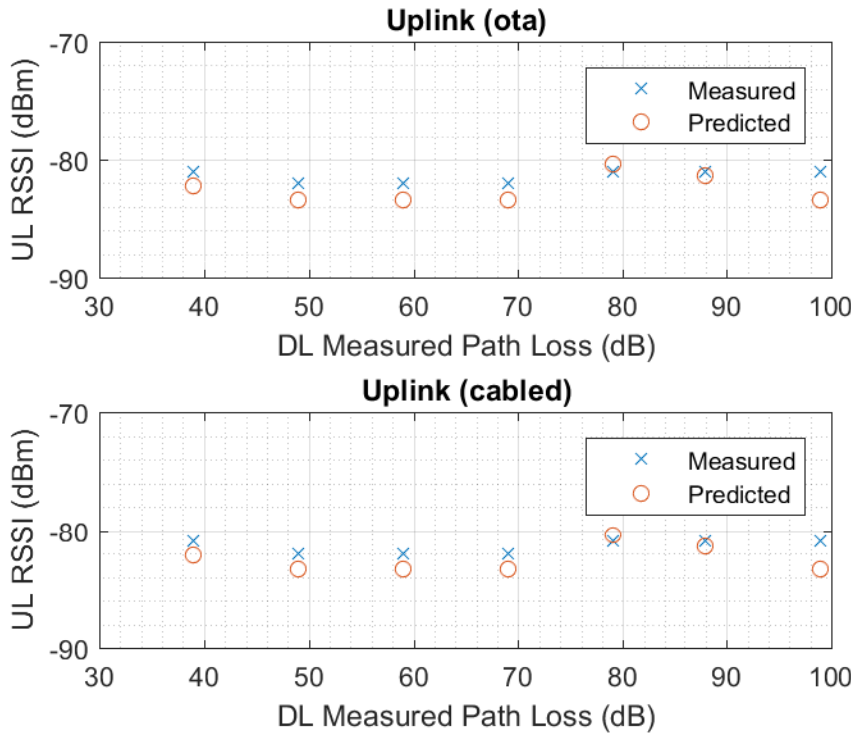 Uplink (ota)
-70
-80
-90
UL RSSI (dBm)
Measured
Predicted
30 40 50 60 70 80 90 100
DL Measured Path Loss (dB)
Uplink (cabled)
-70
-80
-90
UL RSSI (dBm)
Measured
Predicted
30 40 50 60 70 80 90 100
DL Measured Path Loss (dB)